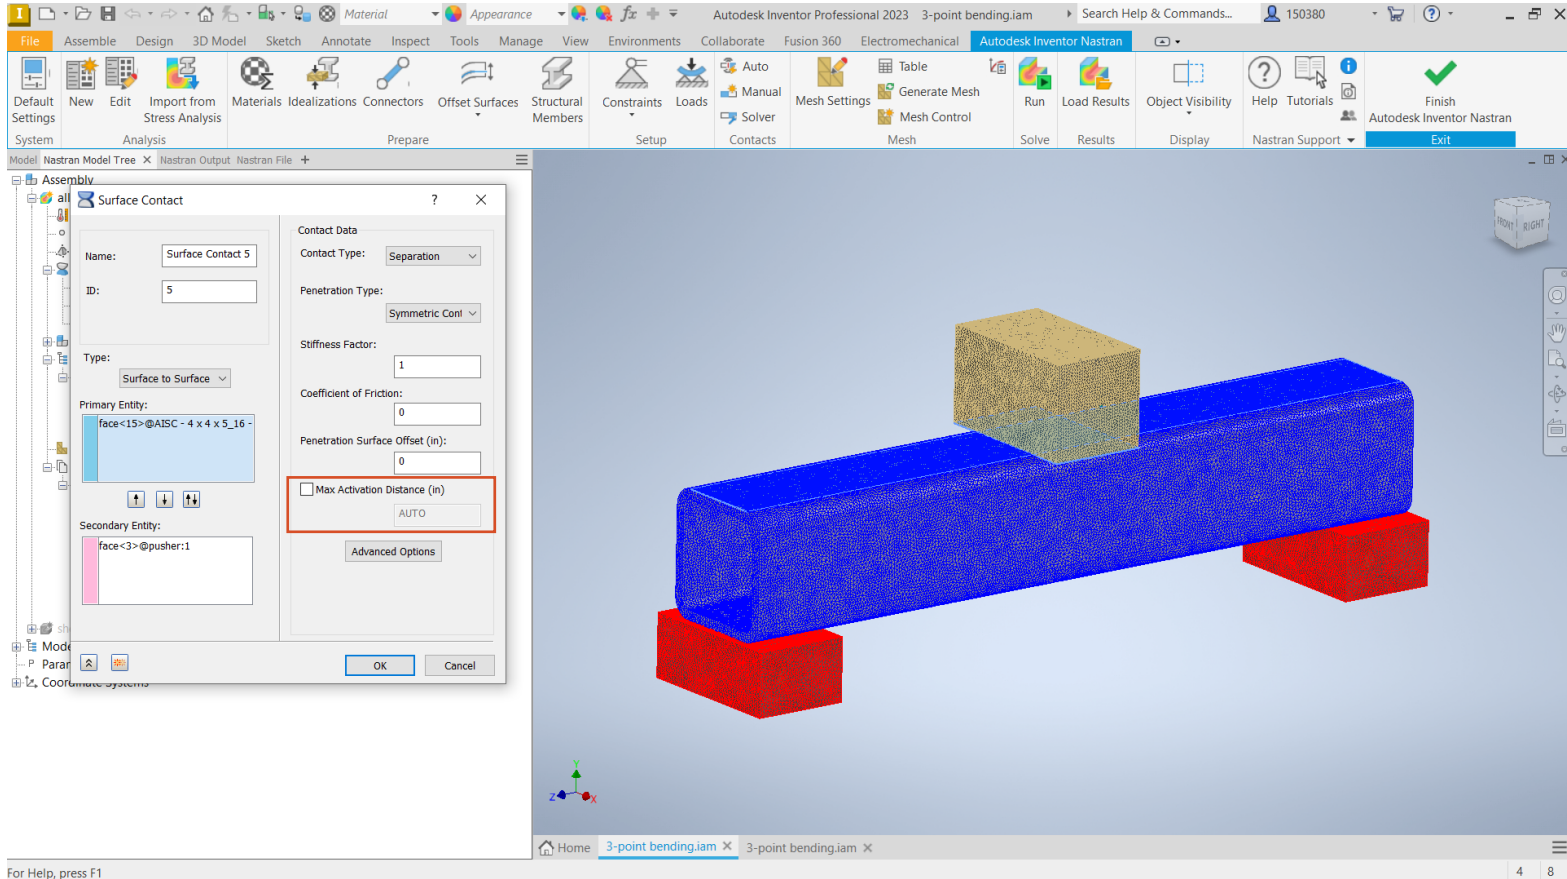 Material
Appearance
fx
Autodesk Inventor Professional 2023 3-point bending.iam
Search Help & Commands...
150380
File Assemble Design 3D Model Sketch Annotate Inspect Tools Manage View Environments Collaborate Fusion 360 Electromechanical Autodesk Inventor Nastran
Default Settings
New
Edit
Import from Stress Analysis
Materials
Idealizations
Connectors
Offset Surfaces
Structural Members
Constraints
Loads
Auto
Manual
Solver
Mesh Settings
Table
Generate Mesh
Mesh Control
Run
Load Results
Object Visibility
Help
Tutorials
Finish
Autodesk Inventor Nastran
System Analysis Prepare Setup Contacts Mesh Solve Results Display Nastran Support Exit
Model Nastran Model Tree × Nastran Output Nastran File +
Assembly
Surface Contact
Name:
Surface Contact 5
ID:
5
Type:
Surface to Surface
Primary Entity:
face<15>@AISC - 4 x 4 x 5_16 -
Secondary Entity:
face<3>@pusher:1
Contact Data
Contact Type:
Separation
Penetration Type:
Symmetric Cont
Stiffness Factor:
1
Coefficient of Friction:
0
Penetration Surface Offset (in):
0
Max Activation Distance (in)
AUTO
Advanced Options
OK
Cancel
FRONT
RIGHT
Y
Z
X
Home
3-point bending.iam ×
3-point bending.iam ×
For Help, press F1
4 8